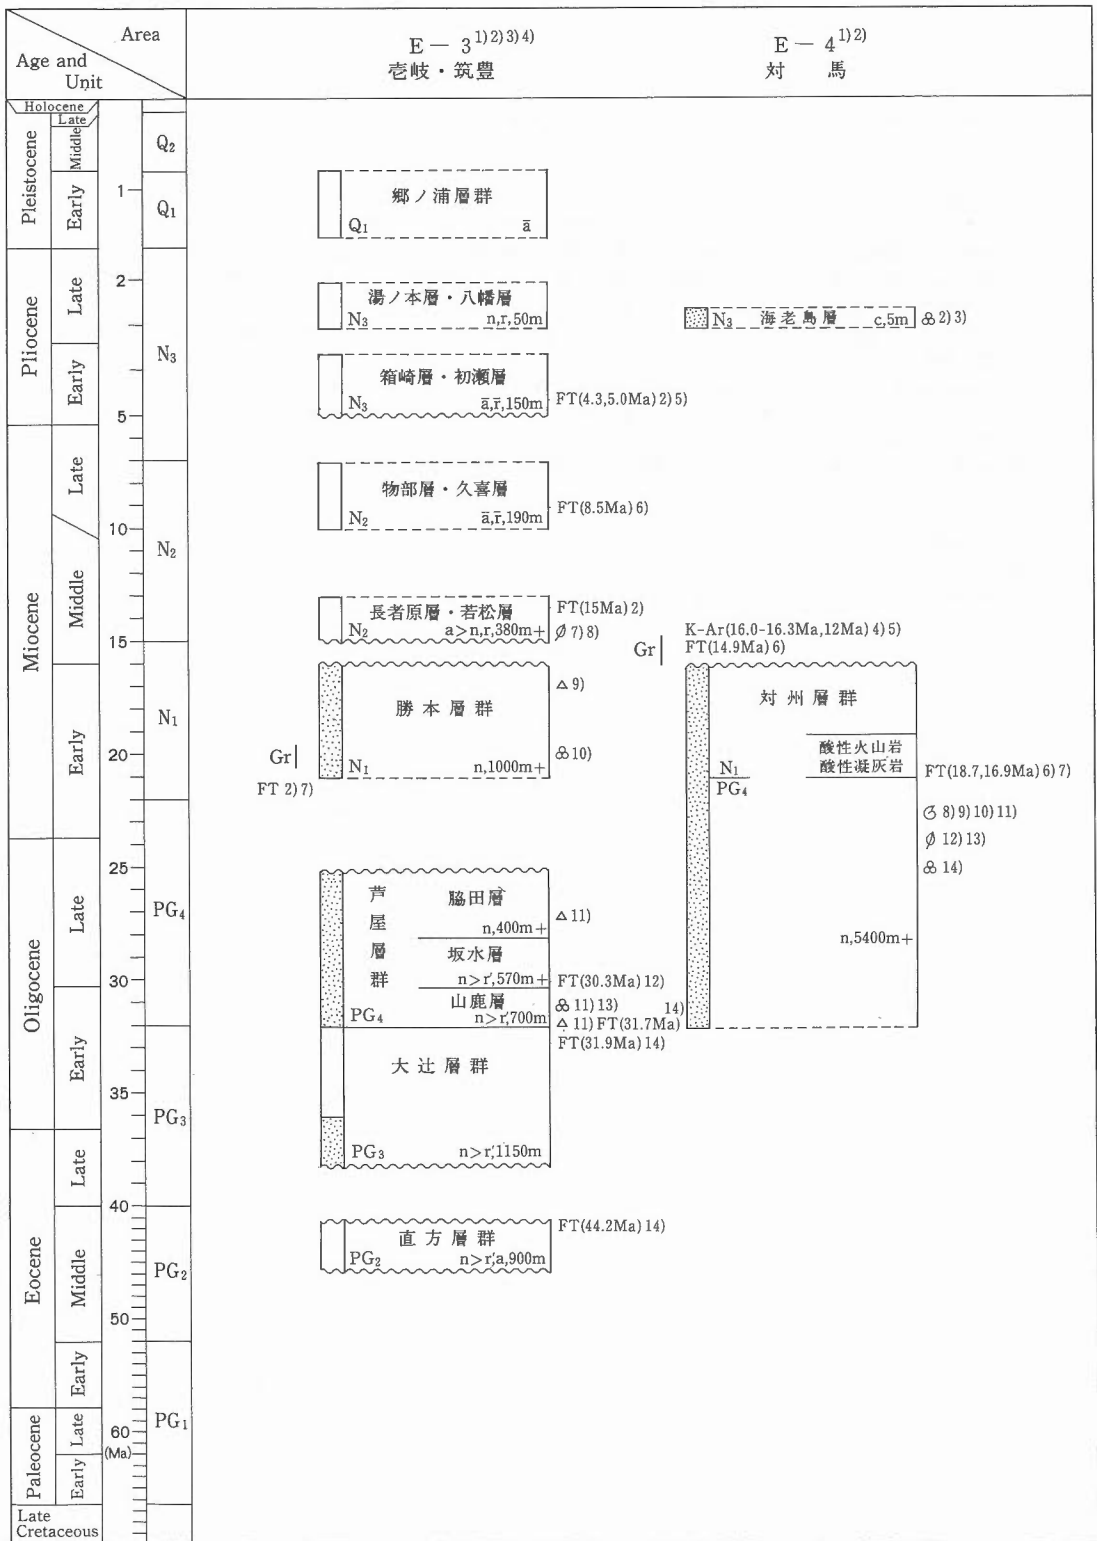 Area
Age and
Unit
E — 3 1)2)3)4)
壱岐・筑豊
E — 4 1)2)
対 馬
Holocene
Late
Pleistocene
Middle
Early
Pliocene
Late
Early
Miocene
Late
Middle
Early
Oligocene
Late
Early
Eocene
Late
Middle
Early
Paleocene
Late
Early
Late
Cretaceous
1
2
5
10
15
20
25
30
35
40
50
60
(Ma)
Q2
Q1
N3
N2
N1
PG4
PG3
PG2
PG1
郷ノ浦層群
Q1 ā
湯ノ本層・八幡層
N3 n,r,50m
箱崎層・初瀬層
N3 ā,r̄,150m
FT(4.3,5.0Ma) 2) 5)
物部層・久喜層
N2 ā,r̄,190m
FT(8.5Ma) 6)
長者原層・若松層
N2 a>n,r,380m+
FT(15Ma) 2)
7) 8)
勝本層群
N1 n,1000m+
△ 9)
10)
Gr
FT 2) 7)
芦屋層群
脇田層
n,400m+
△ 11)
坂水層
n>r',570m+
FT(30.3Ma) 12)
山鹿層
PG4 n>r',700m
11) 13) 14)
△ 11) FT(31.7Ma)
FT(31.9Ma) 14)
大辻層群
PG3 n>r',1150m
直方層群
PG2 n>r',a,900m
FT(44.2Ma) 14)
N3 海老島層 c,5m
2) 3)
K-Ar(16.0-16.3Ma,12Ma) 4) 5)
FT(14.9Ma) 6)
Gr
対州層群
酸性火山岩
酸性凝灰岩
N1
PG4
FT(18.7,16.9Ma) 6) 7)
8) 9) 10) 11)
12) 13)
14)
n,5400m+